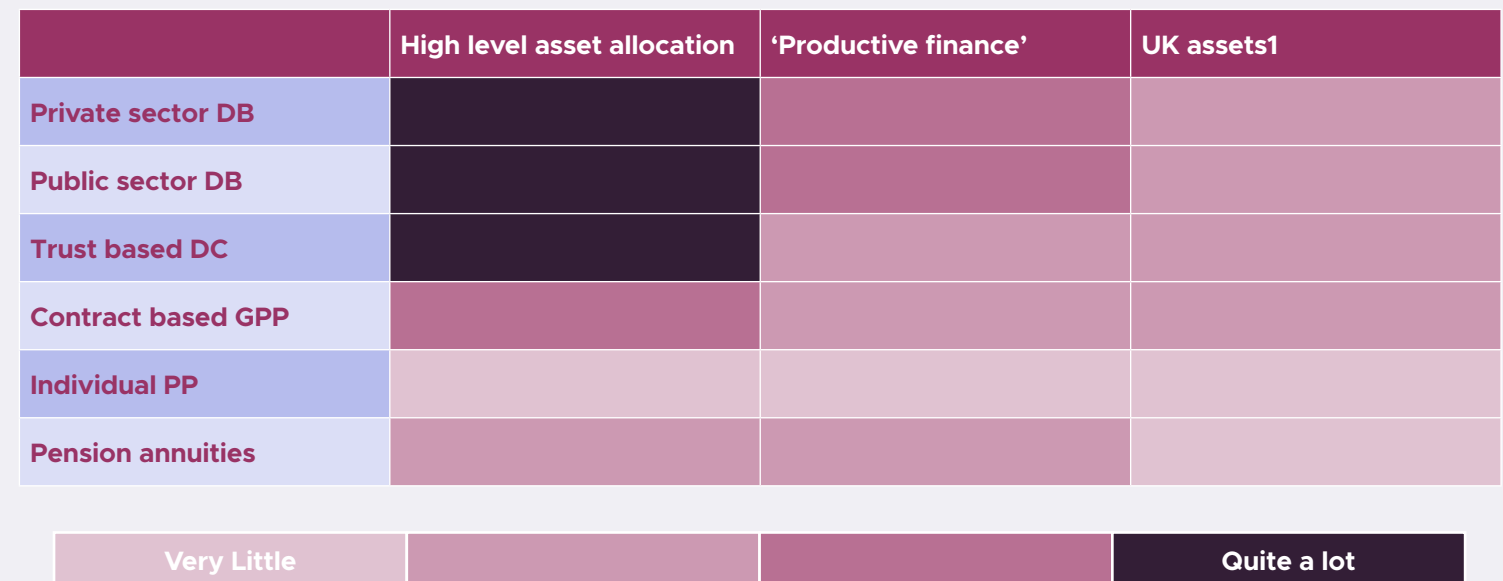 High level asset allocation ‘Productive finance’ UK assets1
Private sector DB
Public sector DB
Trust based DC
Contract based GPP
Individual PP
Pension annuities
Very Little Quite a lot